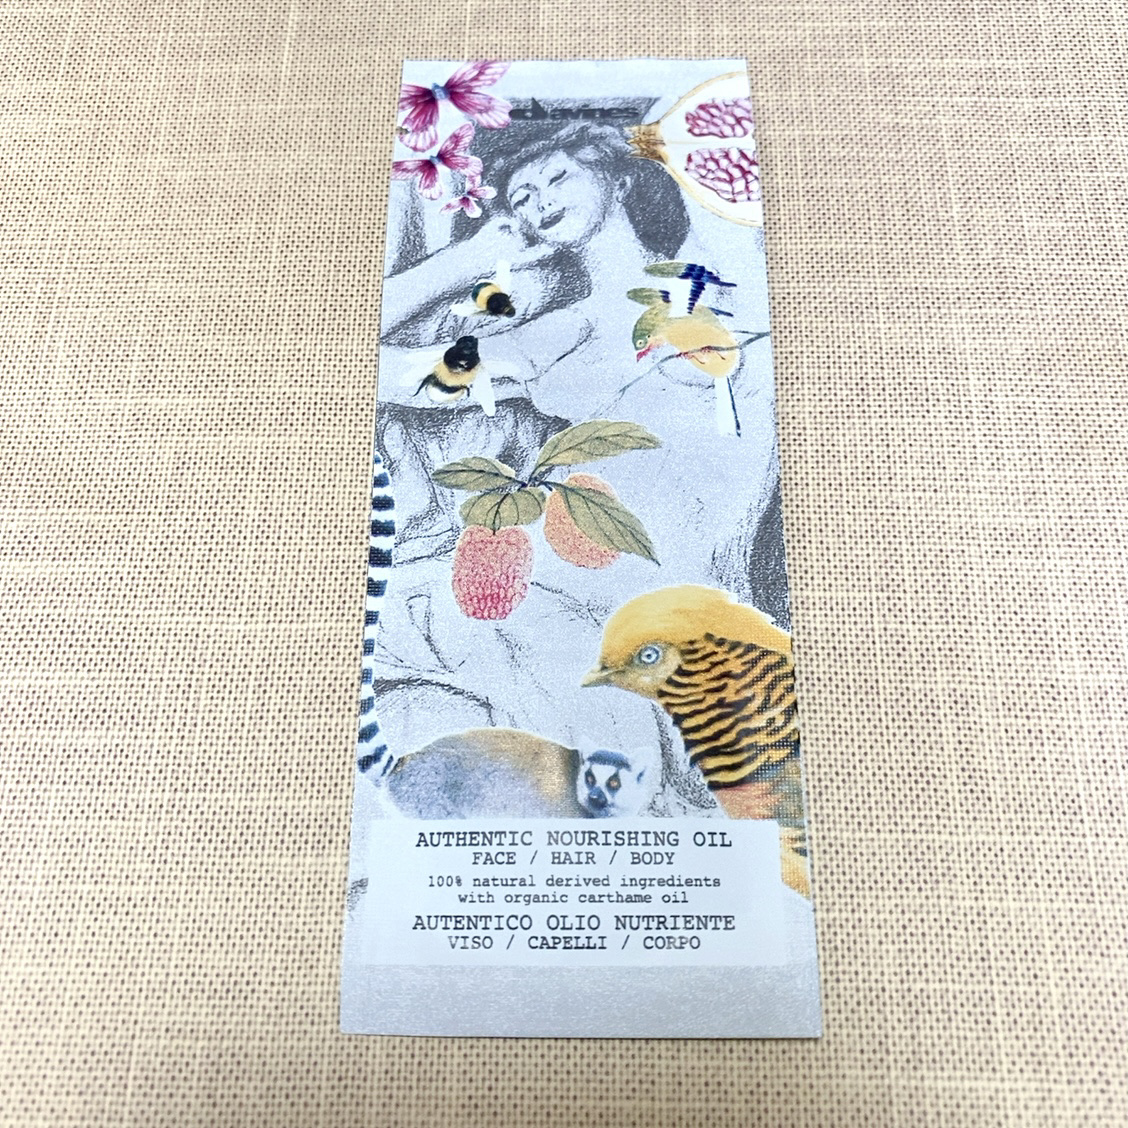 davines
AUTHENTIC NOURISHING OIL
FACE / HAIR / BODY
100% natural derived ingredients
with organic carthame oil
AUTENTICO OLIO NUTRIENTE
VISO / CAPELLI / CORPO